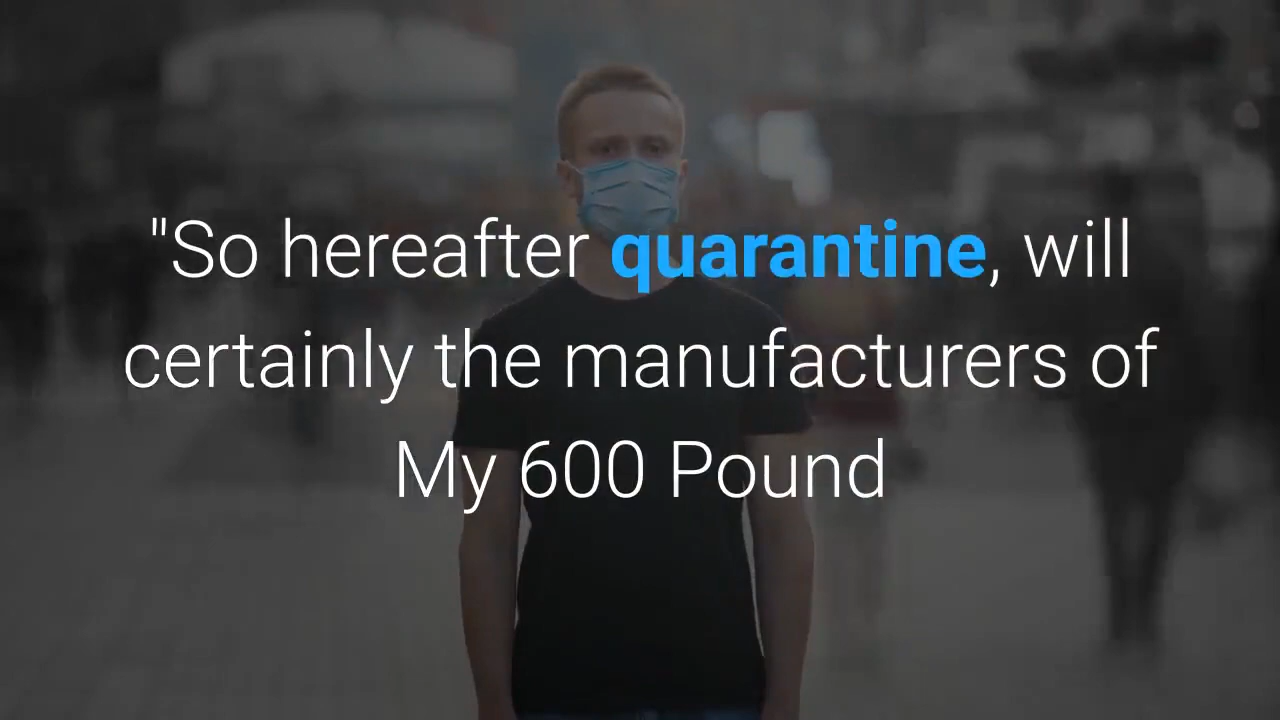 "So hereafter quarantine, will
certainly the manufacturers of
My 600 Pound